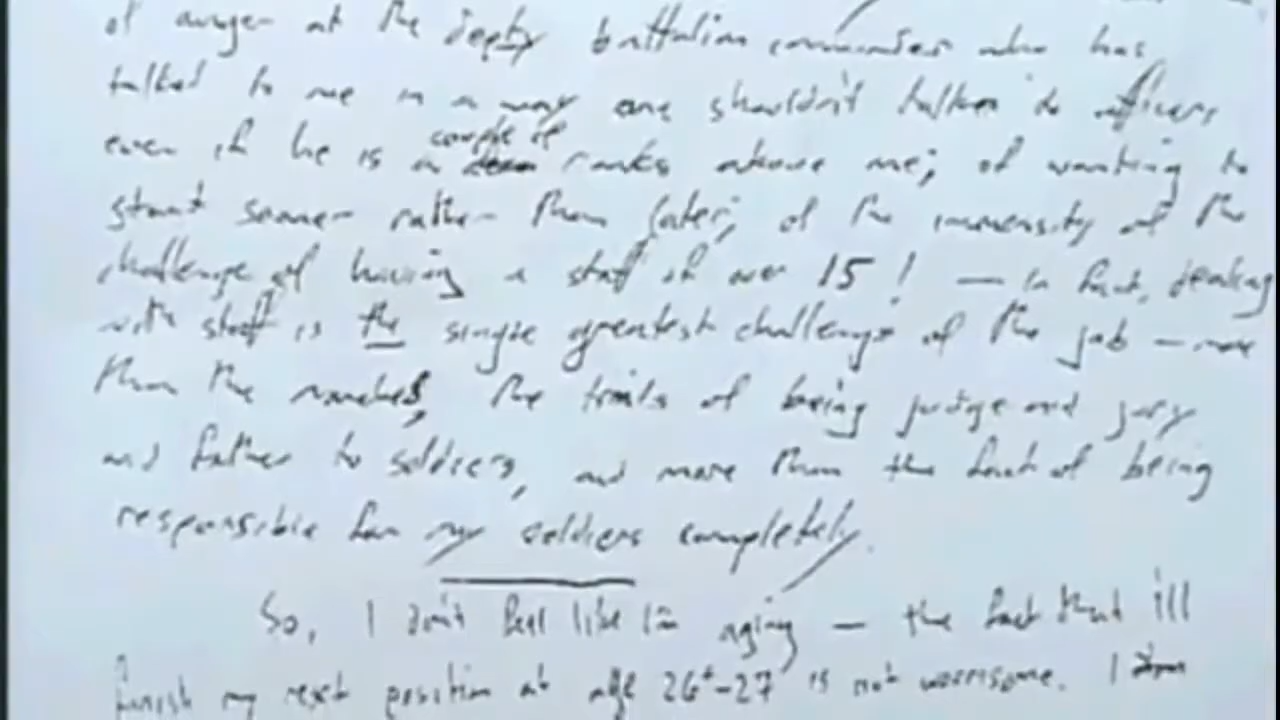 of anger at the depty battalion commander who has
talked to me in a way one shouldn't talk to officers
even if he is a couple of ranks above me; of wanting to
start sooner rather than later; of the immensity of the
challenge of having a staff of over 15! — in fact, dealing
with staff is the single greatest challenge of the job — more
than the marches, the trials of being judge and jury
and father to soldiers, and more than the fact of being
responsible for my soldiers completely.
So, I don't feel like I'm aging — the fact that ill
finish my next position at age 26+-27 is not worrisome. I